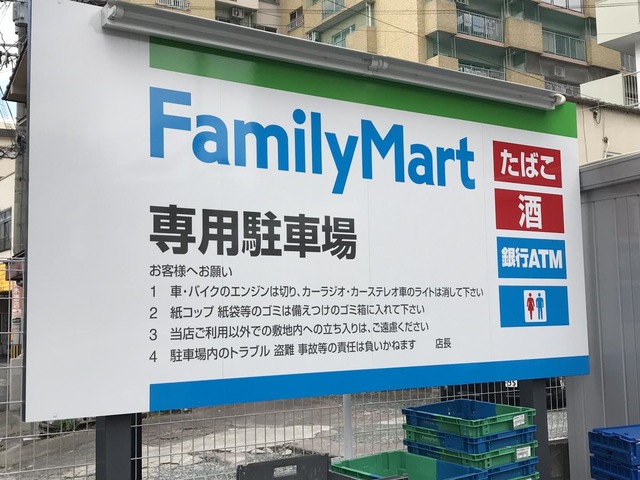 FamilyMart
専用駐車場
お客様へお願い
1 車・バイクのエンジンは切り、カーラジオ・カーステレオ車のライトは消して下さい
2 紙コップ 紙袋等のゴミは備えつけのゴミ箱に入れて下さい
3 当店ご利用以外での敷地内への立ち入りは、ご遠慮ください
4 駐車場内のトラブル 盗難 事故等の責任は負いかねます 店長
たばこ
酒
銀行ATM